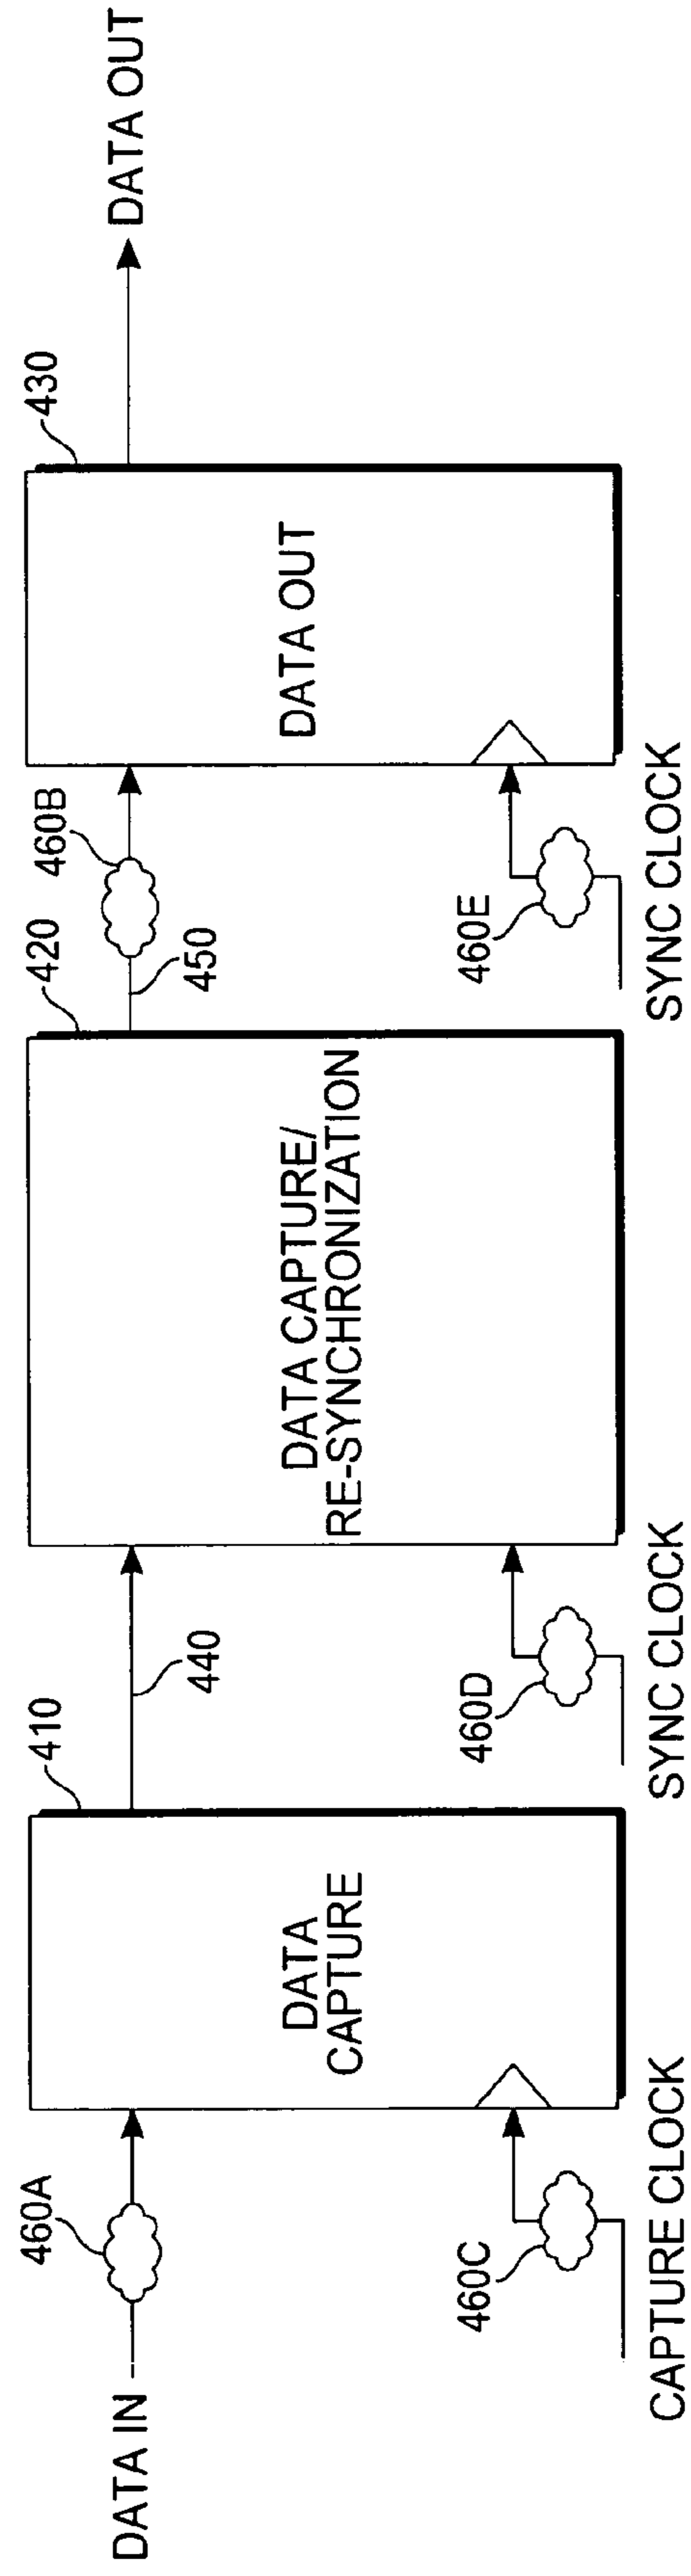 DATA IN
460A
410
DATA
CAPTURE
460C
CAPTURE CLOCK
440
420
DATA CAPTURE/
RE-SYNCHRONIZATION
460D
SYNC CLOCK
450
460B
430
DATA OUT
460E
SYNC CLOCK
DATA OUT